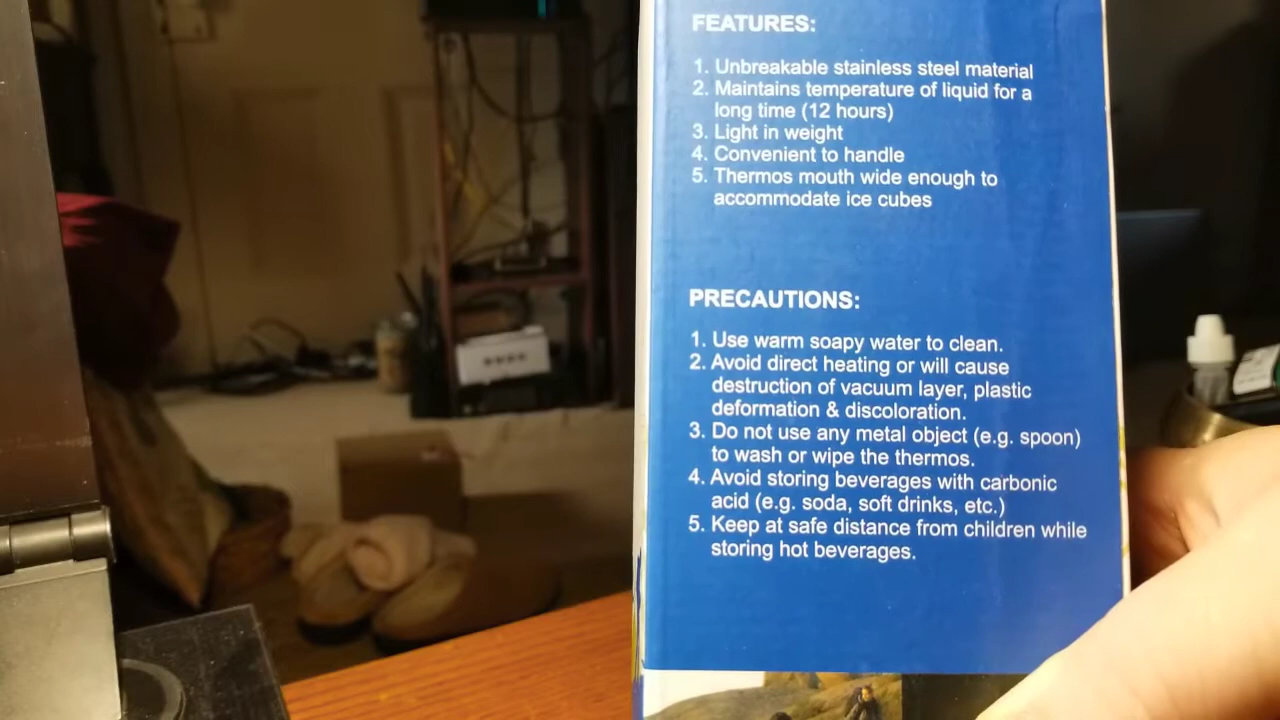 FEATURES:
1. Unbreakable stainless steel material
2. Maintains temperature of liquid for a
long time (12 hours)
3. Light in weight
4. Convenient to handle
5. Thermos mouth wide enough to
accommodate ice cubes
PRECAUTIONS:
1. Use warm soapy water to clean.
2. Avoid direct heating or will cause
destruction of vacuum layer, plastic
deformation & discoloration.
3. Do not use any metal object (e.g. spoon)
to wash or wipe the thermos.
4. Avoid storing beverages with carbonic
acid (e.g. soda, soft drinks, etc.)
5. Keep at safe distance from children while
storing hot beverages.